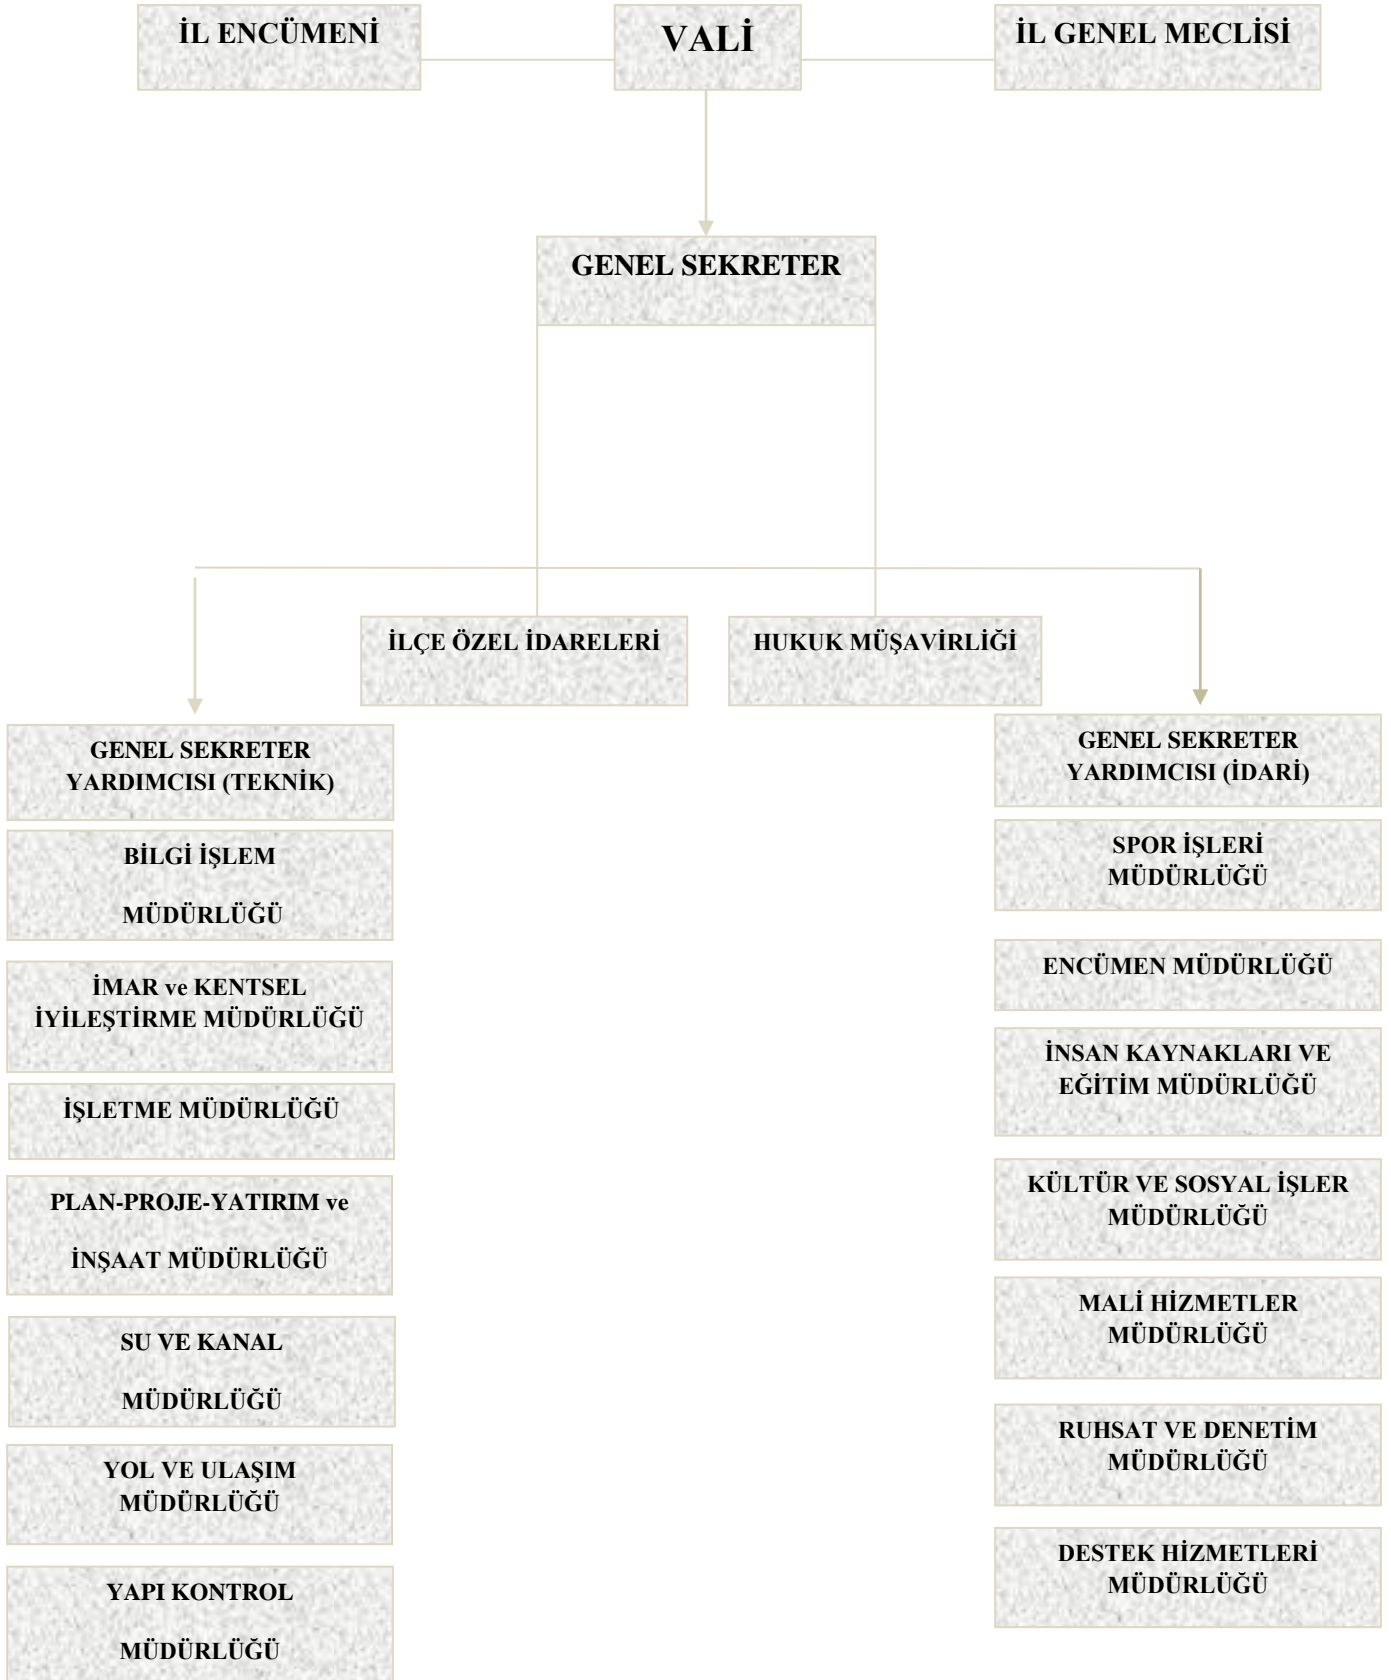 İL ENCÜMENİ
VALİ
İL GENEL MECLİSİ
GENEL SEKRETER
İLÇE ÖZEL İDARELERİ
HUKUK MÜŞAVİRLİĞİ
GENEL SEKRETER
YARDIMCISI (TEKNİK)
BİLGİ İŞLEM
MÜDÜRLÜĞÜ
İMAR ve KENTSEL
İYİLEŞTİRME MÜDÜRLÜĞÜ
İŞLETME MÜDÜRLÜĞÜ
PLAN-PROJE-YATIRIM ve
İNŞAAT MÜDÜRLÜĞÜ
SU VE KANAL
MÜDÜRLÜĞÜ
YOL VE ULAŞIM
MÜDÜRLÜĞÜ
YAPI KONTROL
MÜDÜRLÜĞÜ
GENEL SEKRETER
YARDIMCISI (İDARİ)
SPOR İŞLERİ
MÜDÜRLÜĞÜ
ENCÜMEN MÜDÜRLÜĞÜ
İNSAN KAYNAKLARI VE
EĞİTİM MÜDÜRLÜĞÜ
KÜLTÜR VE SOSYAL İŞLER
MÜDÜRLÜĞÜ
MALİ HİZMETLER
MÜDÜRLÜĞÜ
RUHSAT VE DENETİM
MÜDÜRLÜĞÜ
DESTEK HİZMETLERİ
MÜDÜRLÜĞÜ